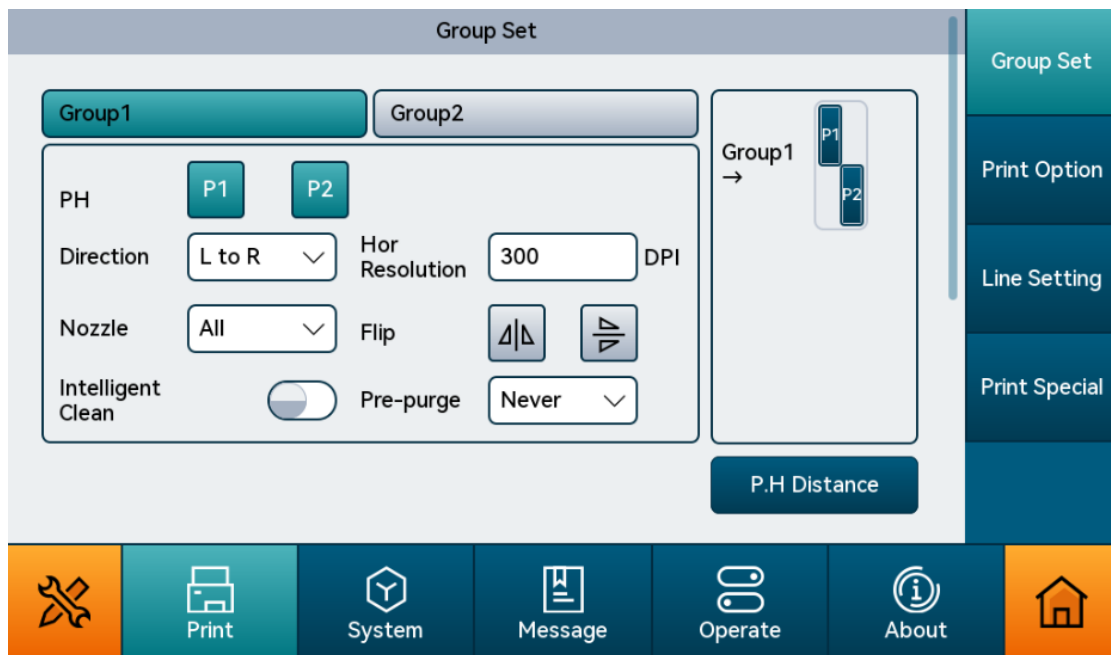 Group Set
Group Set
Print Option
Line Setting
Print Special
Group1
Group2
PH
P1
P2
Direction
L to R
Hor
Resolution
300
DPI
Nozzle
All
Flip
Intelligent
Clean
Pre-purge
Never
Group1
→
P1
P2
P.H Distance
Print
System
Message
Operate
About